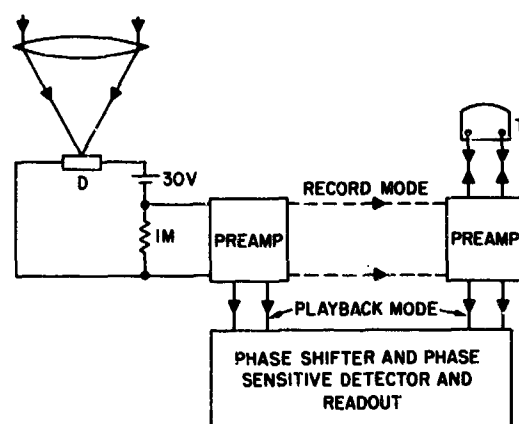 D
30V
1M
RECORD MODE
PREAMP
PREAMP
PLAYBACK MODE
PHASE SHIFTER AND PHASE
SENSITIVE DETECTOR AND
READOUT